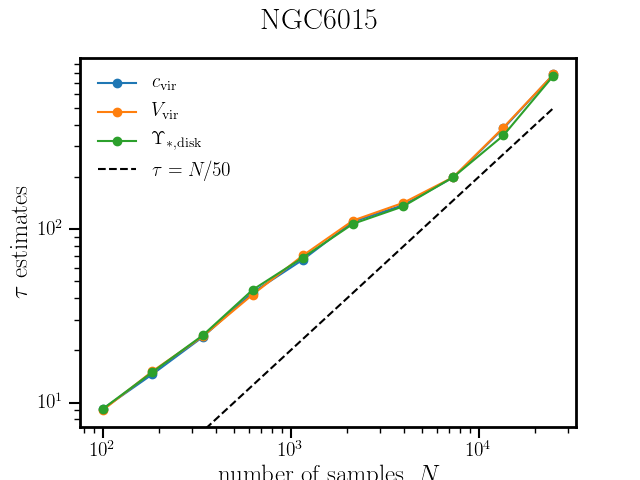 NGC6015
c_vir
V_vir
Υ_{*,disk}
τ = N/50
τ estimates
10^2
10^1
10^2 10^3 10^4
number of samples, N